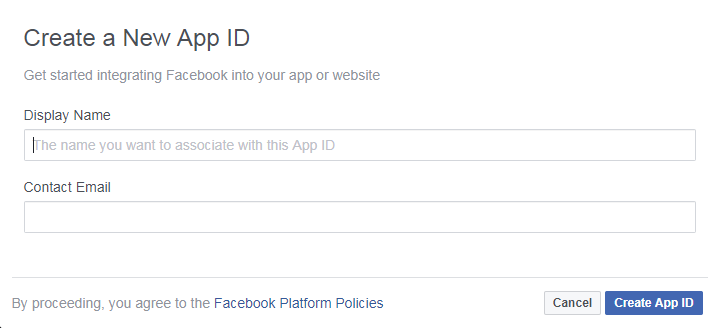 Create a New App ID
Get started integrating Facebook into your app or website
Display Name
The name you want to associate with this App ID
Contact Email
By proceeding, you agree to the Facebook Platform Policies
Cancel
Create App ID